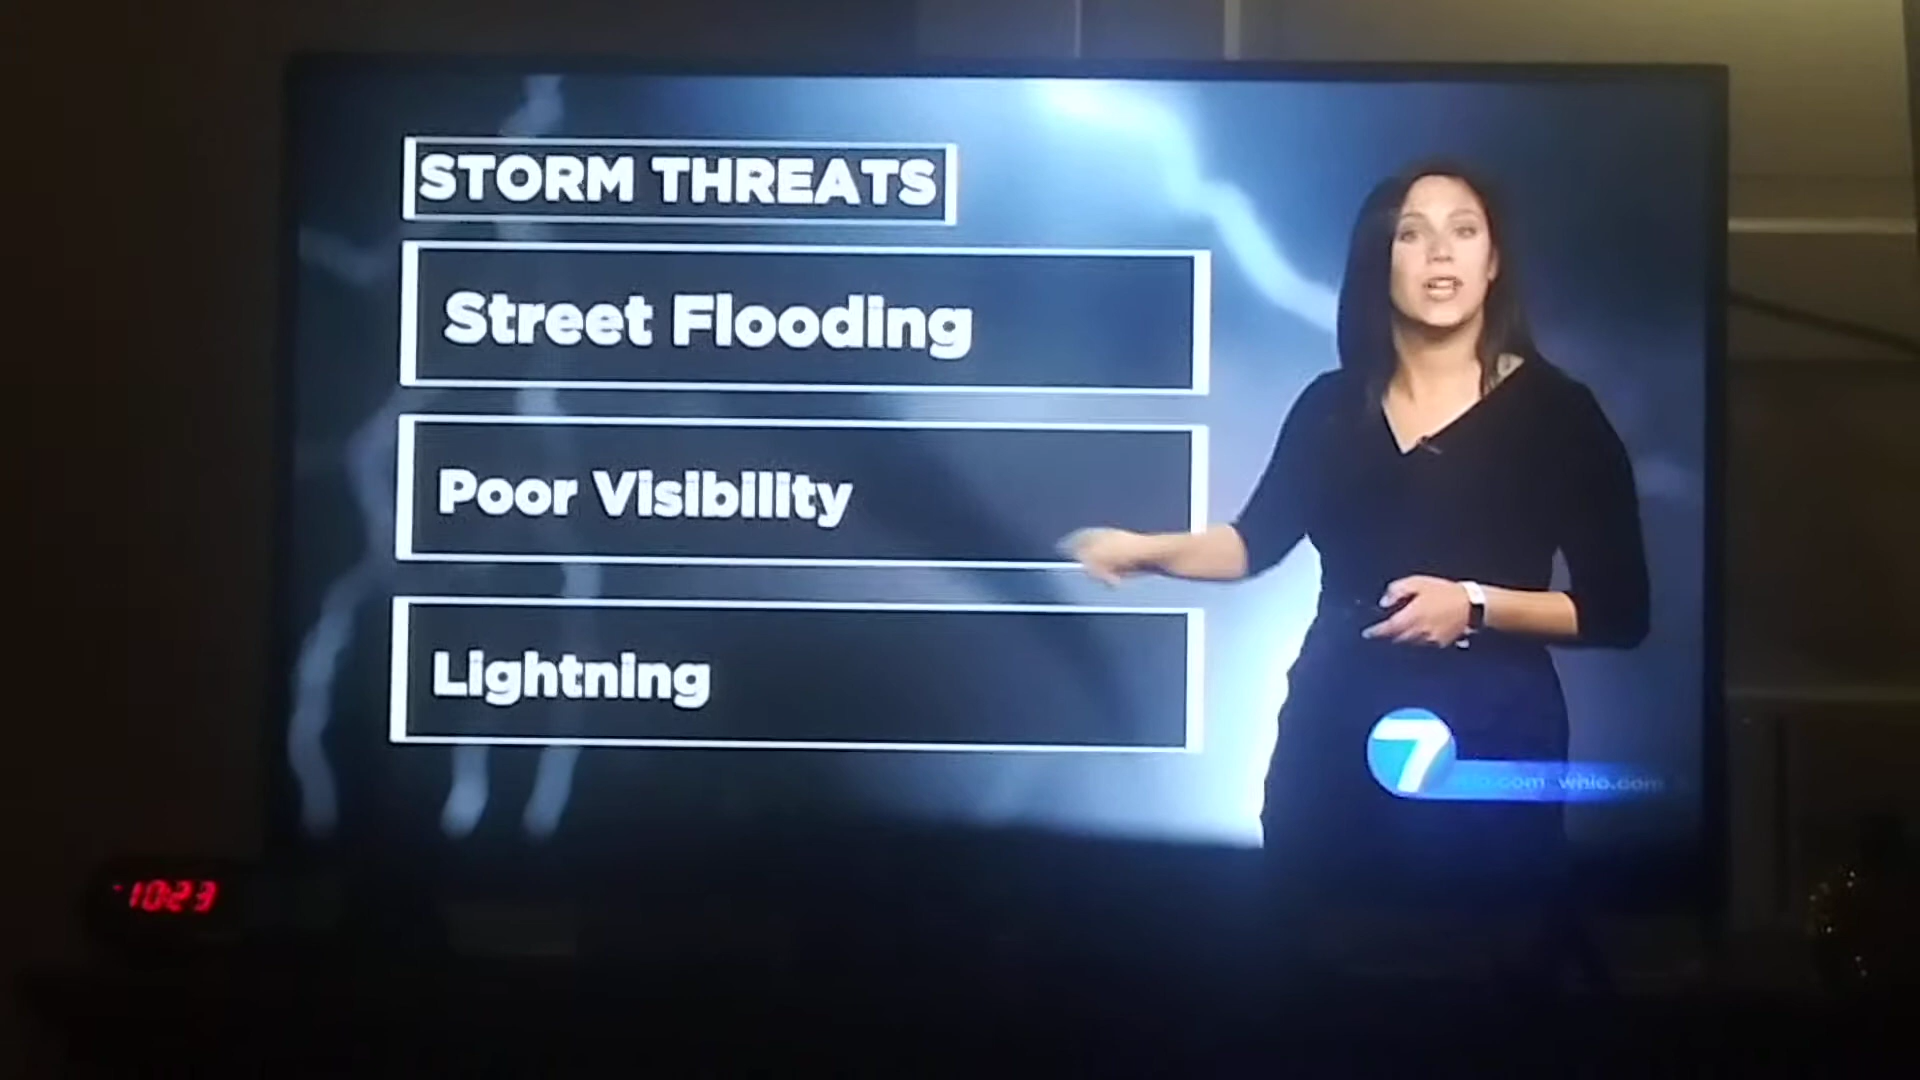 STORM THREATS
Street Flooding
Poor Visibility
Lightning
7
whio.com
10:23